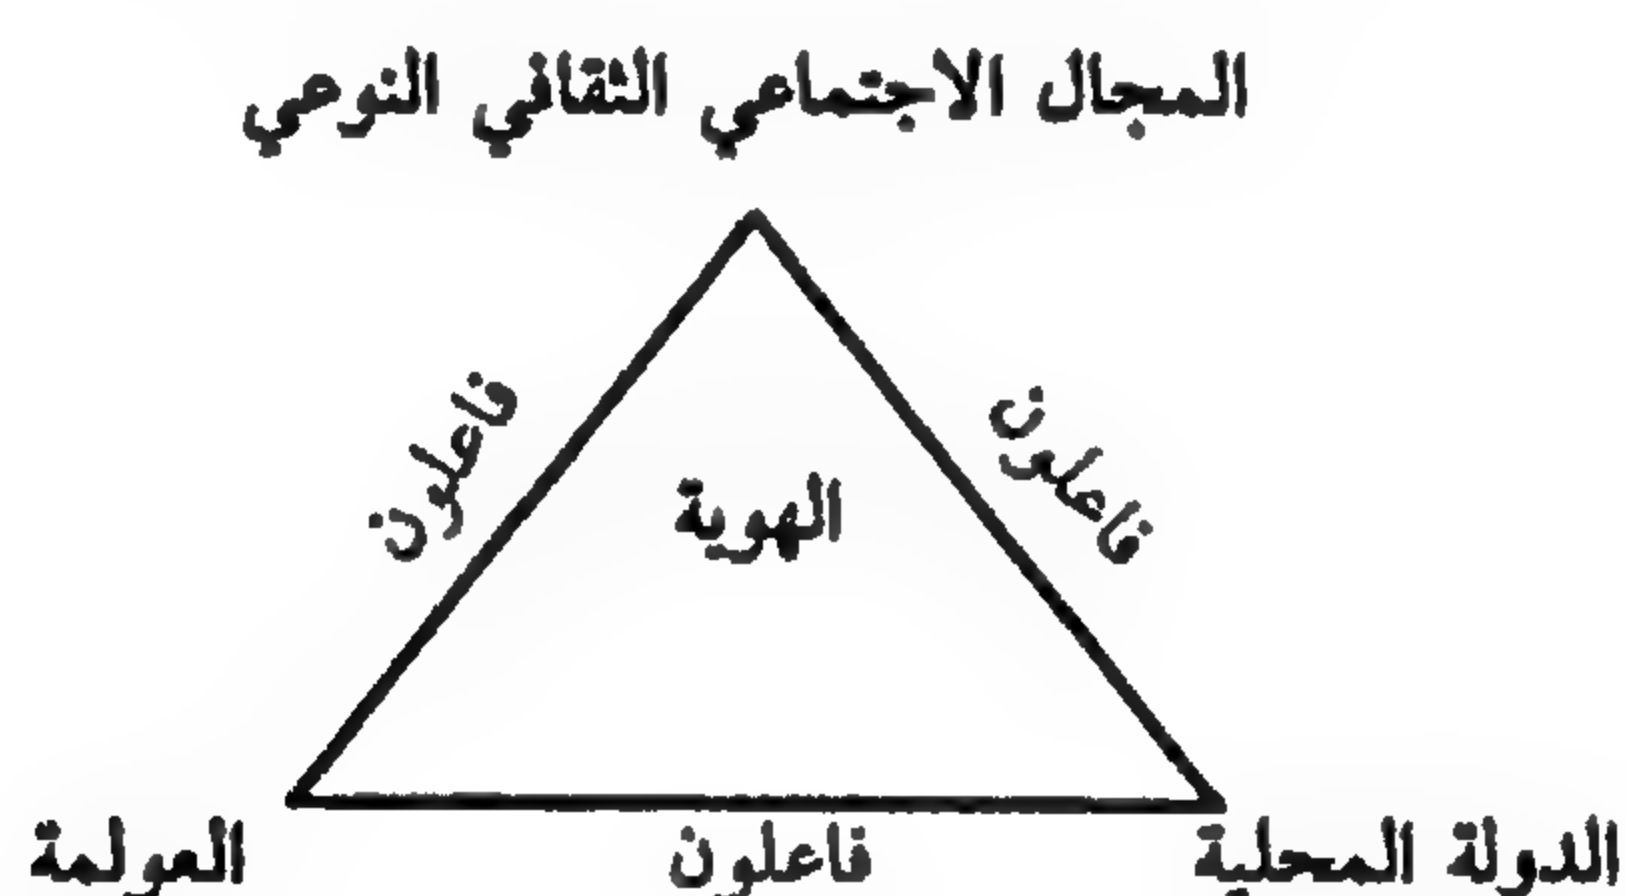 المجال الاجتماعي الثقافي النوعي
فاعلون
فاعلون
الهوية
الدولة المحلية
فاعلون
العولمة